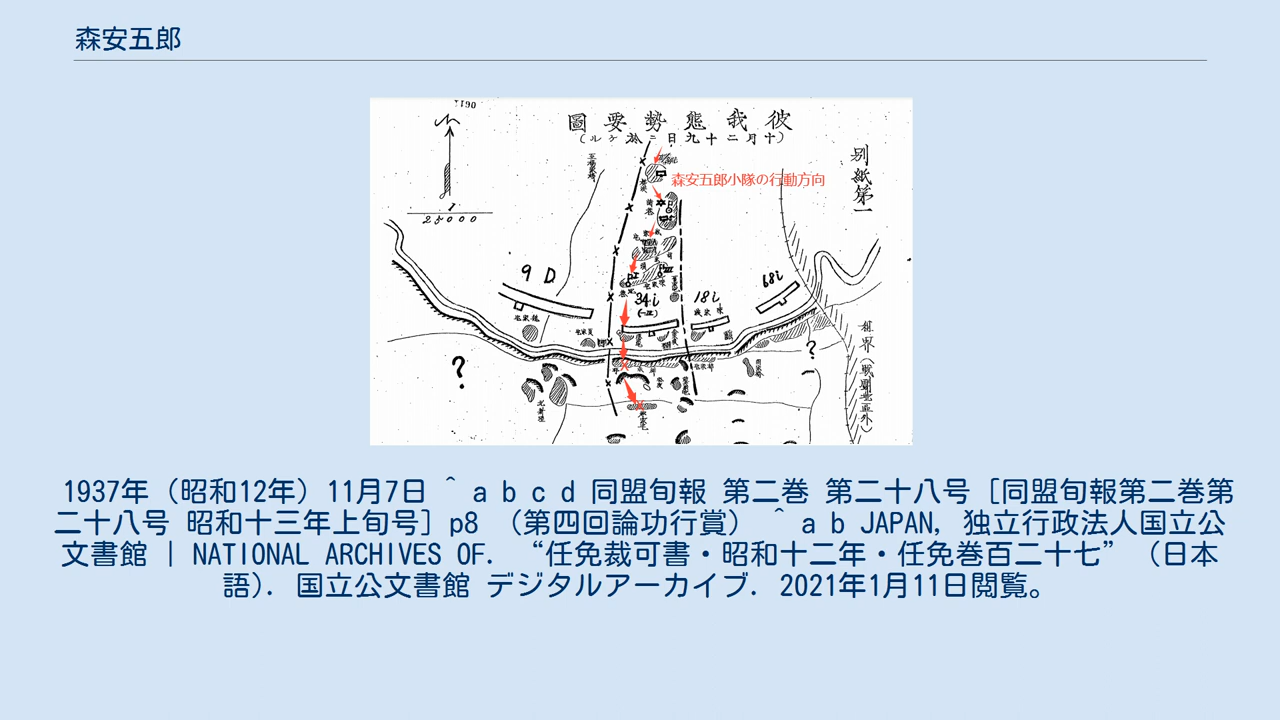 森安五郎
1190
圖要勢態我彼
(ルケ於ニ日九十二月十)
別紙第一
森安五郎小隊の行動方向
1
25000
9 D
34i
18i
68i
?
?
1937年（昭和12年）11月7日 ^ a b c d 同盟旬報 第二巻 第二十八号［同盟旬報第二巻第
二十八号 昭和十三年上旬号］p8 （第四回論功行賞） ^ a b JAPAN, 独立行政法人国立公
文書館 | NATIONAL ARCHIVES OF. “任免裁可書・昭和十二年・任免巻百二十七” （日本
語). 国立公文書館 デジタルアーカイブ. 2021年1月11日閲覧。